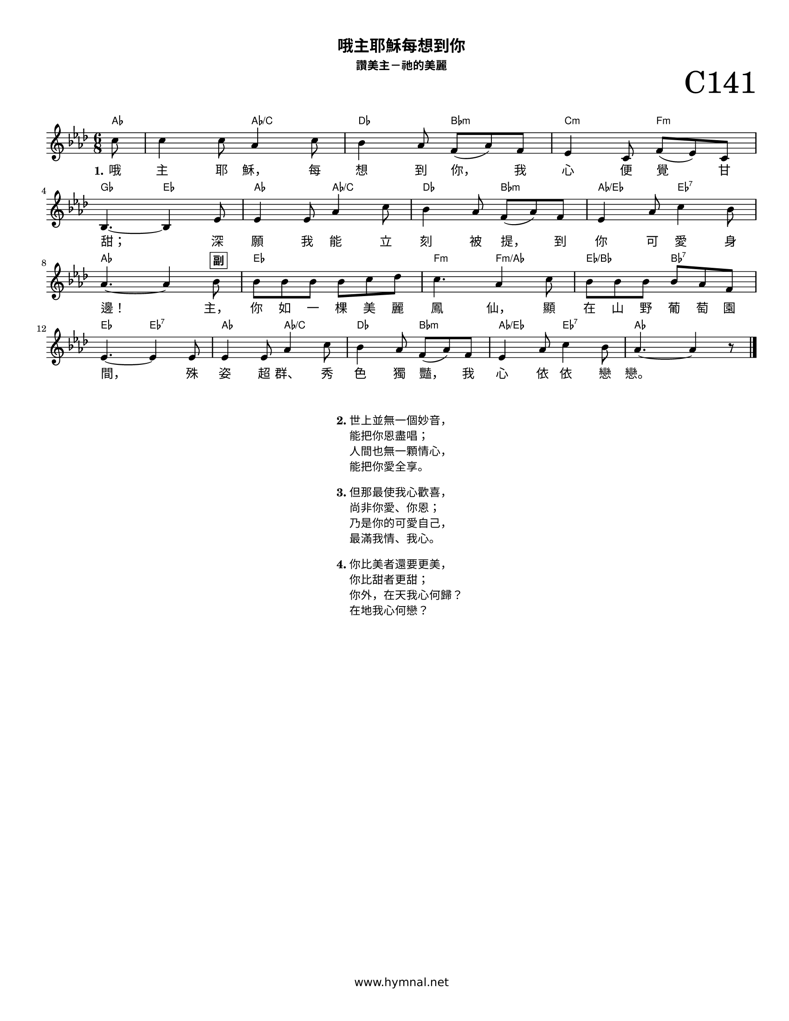 哦主耶穌每想到你
讚美主－祂的美麗
C141
A♭ A♭/C D♭ B♭m Cm Fm
1. 哦 主 耶 穌， 每 想 到 你， 我 心 便 覺 甘
4 G♭ E♭ A♭ A♭/C D♭ B♭m A♭/E♭ E♭7
甜； 深 願 我 能 立 刻 被 提， 到 你 可 愛 身
8 A♭ 副 E♭ Fm Fm/A♭ E♭/B♭ B♭7
邊！ 主， 你 如 一 棵 美 麗 鳳 仙， 顯 在 山 野 葡 萄 園
12 E♭ E♭7 A♭ A♭/C D♭ B♭m A♭/E♭ E♭7 A♭
間， 殊 姿 超 群、 秀 色 獨 豔， 我 心 依 依 戀 戀。
2. 世上並無一個妙音，
能把你恩盡唱；
人間也無一顆情心，
能把你愛全享。
3. 但那最使我心歡喜，
尚非你愛、你恩；
乃是你的可愛自己，
最滿我情、我心。
4. 你比美者還要更美，
你比甜者更甜；
你外，在天我心何歸？
在地我心何戀？
www.hymnal.net